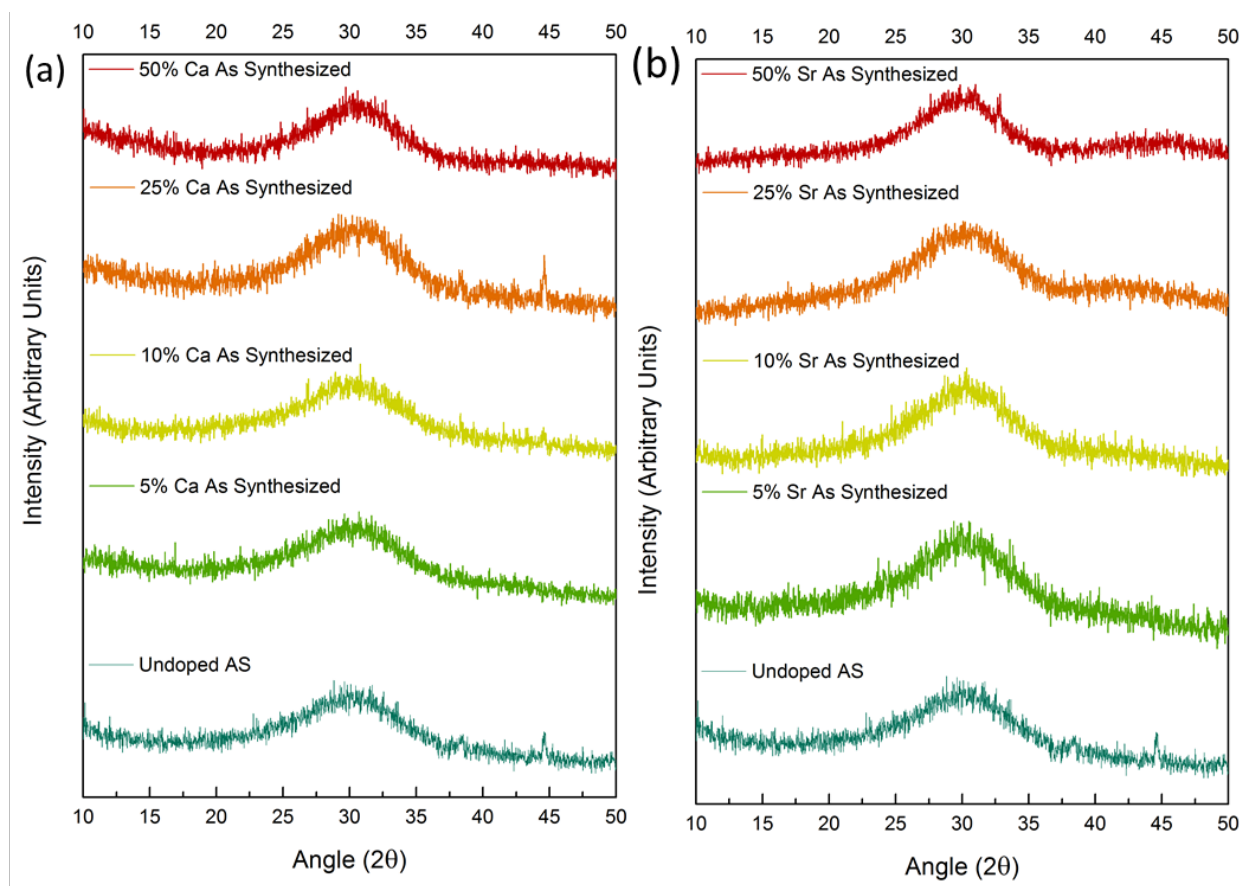 10 15 20 25 30 35 40 45 50
(a)
50% Ca As Synthesized
25% Ca As Synthesized
10% Ca As Synthesized
5% Ca As Synthesized
Undoped AS
Intensity (Arbitrary Units)
10 15 20 25 30 35 40 45 50
Angle (2θ)
10 15 20 25 30 35 40 45 50
(b)
50% Sr As Synthesized
25% Sr As Synthesized
10% Sr As Synthesized
5% Sr As Synthesized
Undoped AS
Intensity (Arbitrary Units)
10 15 20 25 30 35 40 45 50
Angle (2θ)